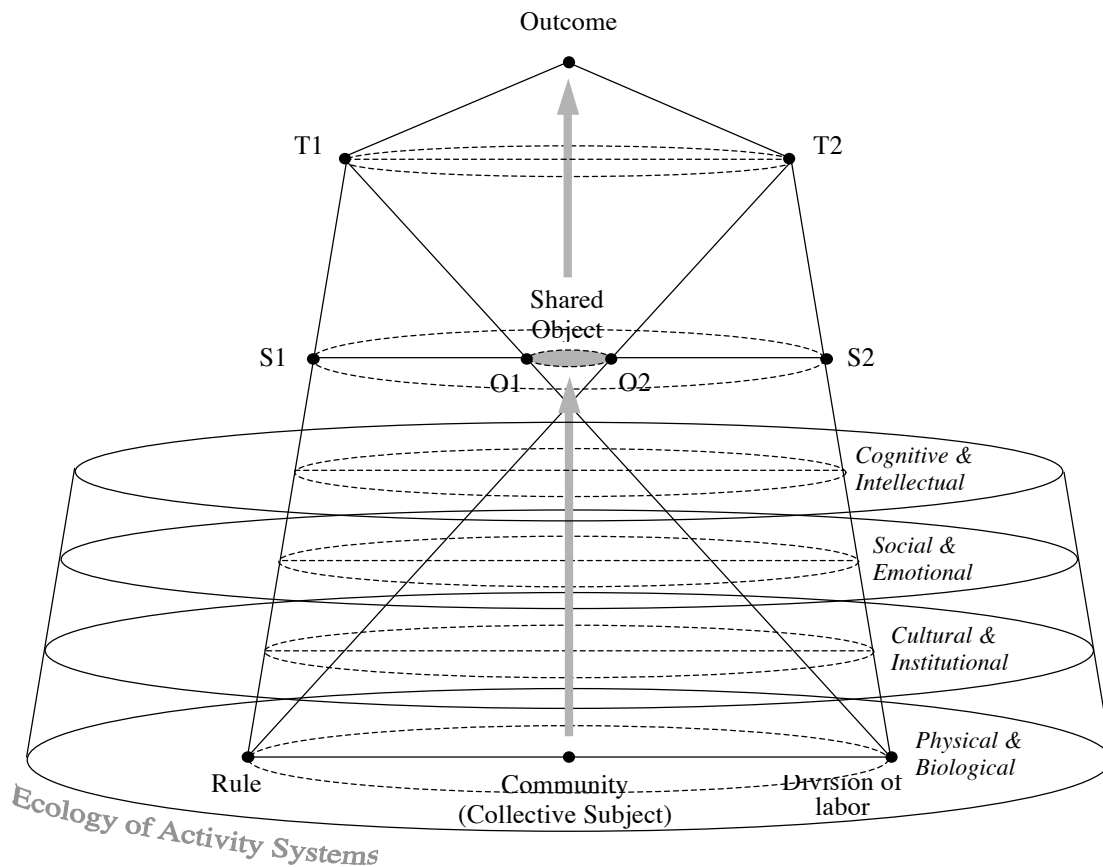 Outcome
T1
T2
Shared
Object
S1
S2
O1
O2
Cognitive &
Intellectual
Social &
Emotional
Cultural &
Institutional
Physical &
Biological
Rule
Community
(Collective Subject)
Division of
labor
Ecology of Activity Systems